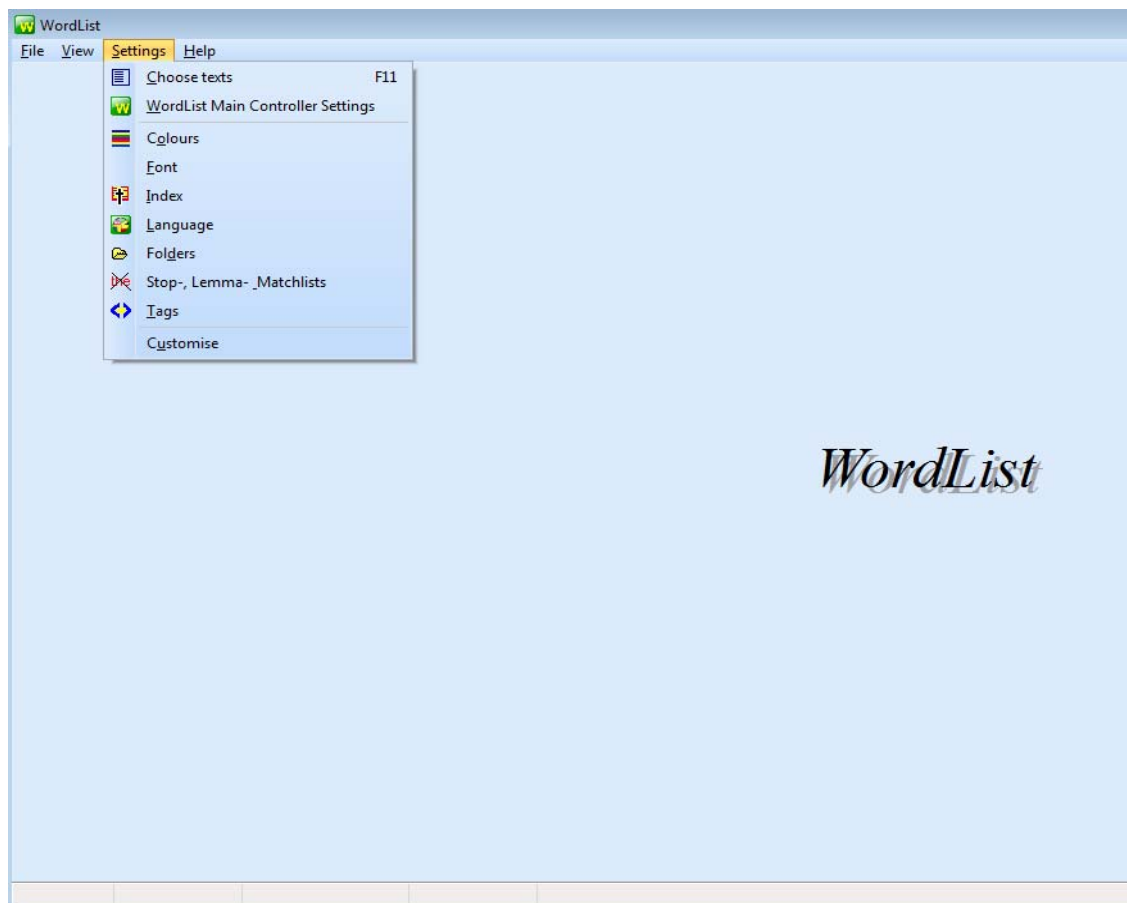 WordList
File View Settings Help
Choose texts F11
WordList Main Controller Settings
Colours
Font
Index
Language
Folders
Stop-, Lemma- _Matchlists
Tags
Customise
WordList